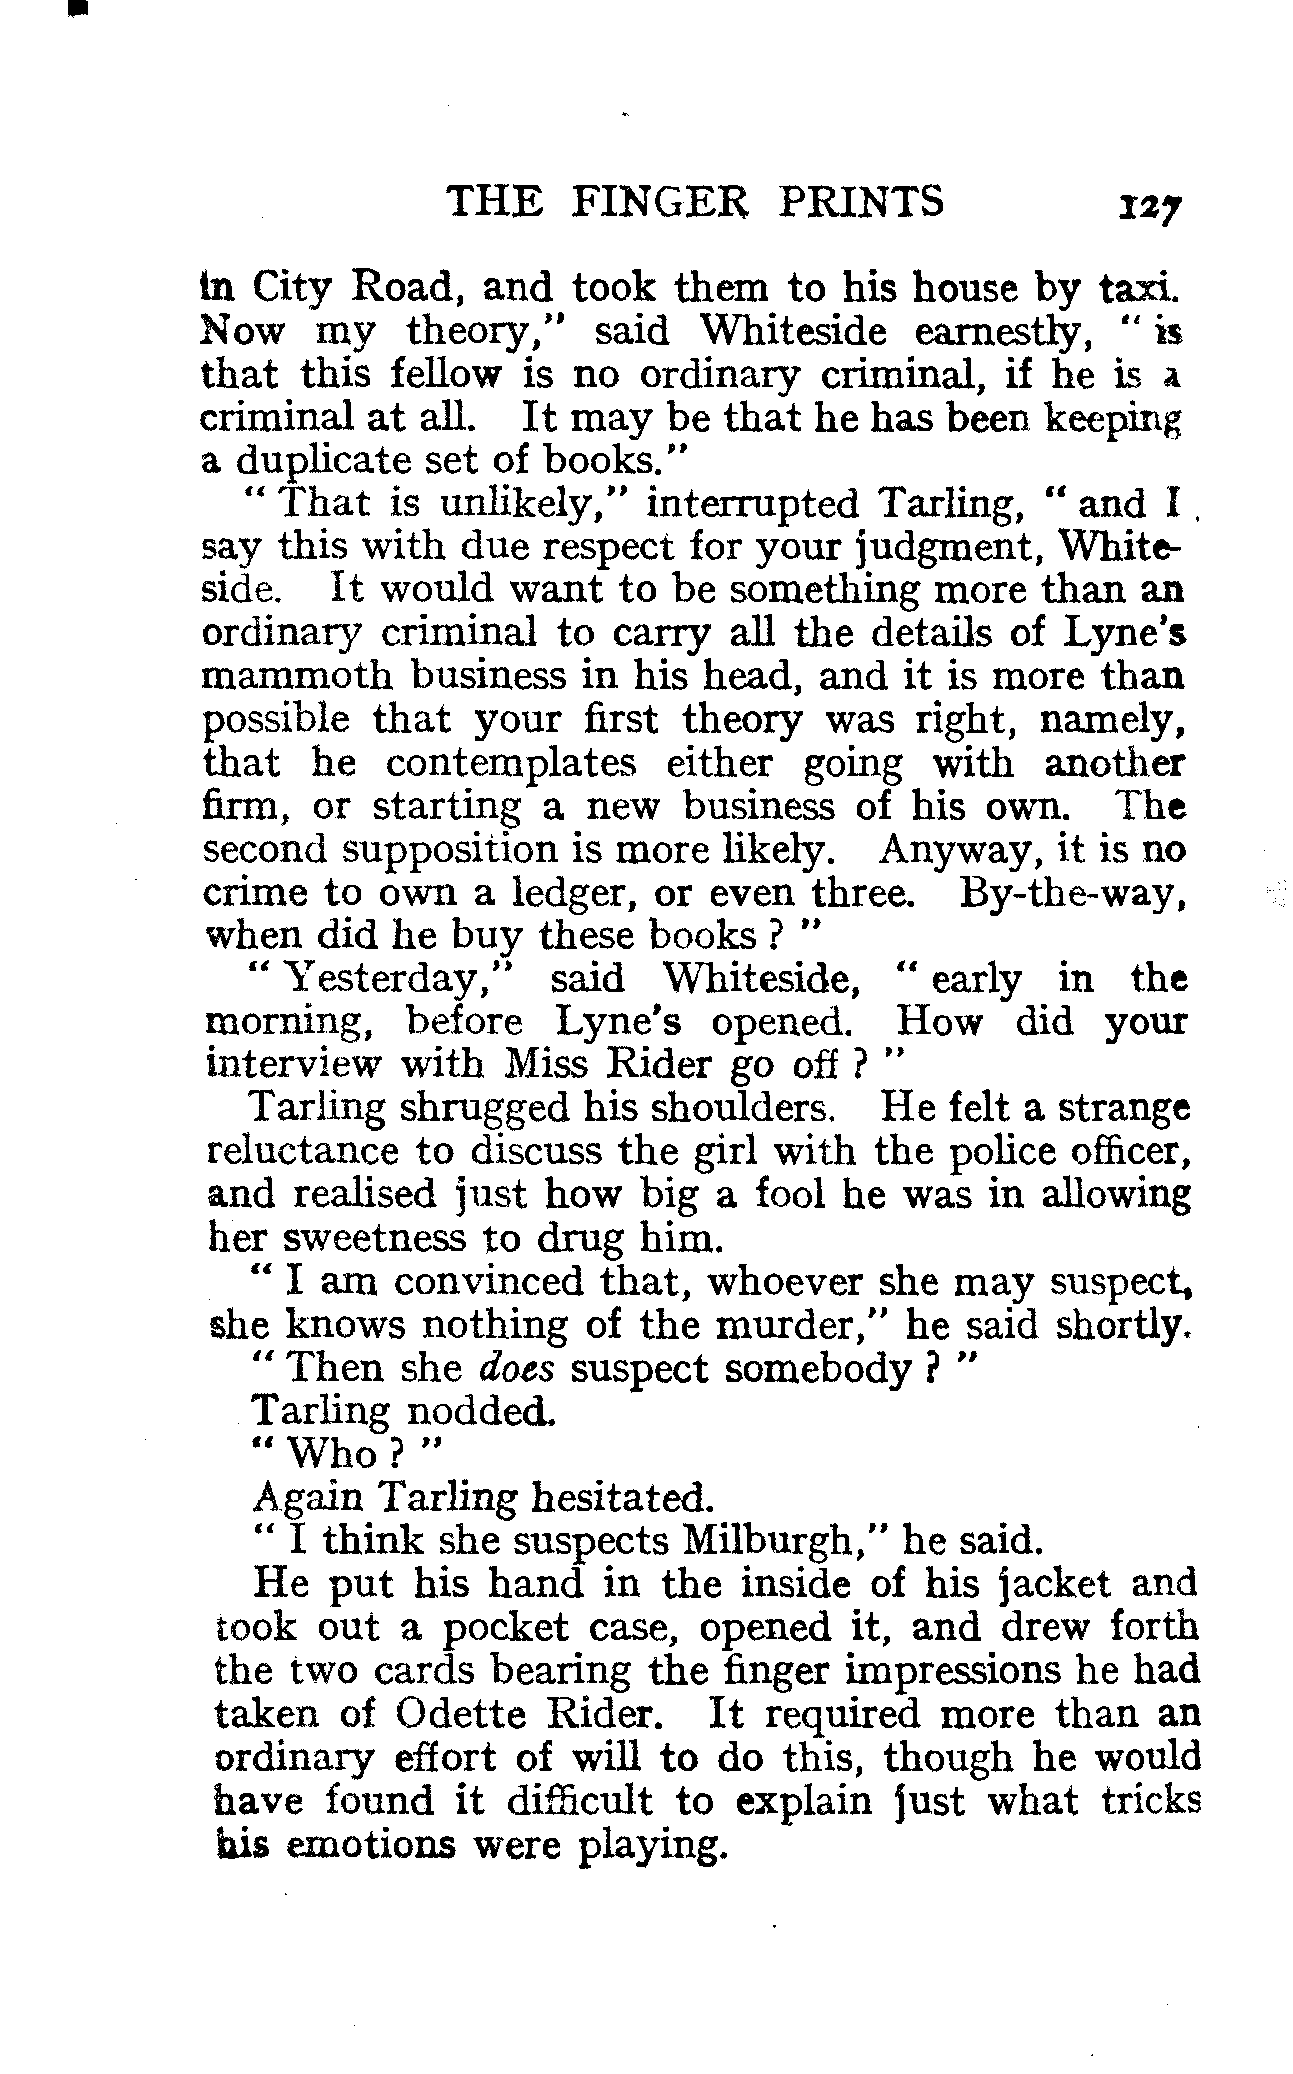 THE FINGER PRINTS 127
in City Road, and took them to his house by taxi.
Now my theory," said Whiteside earnestly, " is
that this fellow is no ordinary criminal, if he is a
criminal at all. It may be that he has been keeping
a duplicate set of books."
" That is unlikely," interrupted Tarling, " and I
say this with due respect for your judgment, White-
side. It would want to be something more than an
ordinary criminal to carry all the details of Lyne's
mammoth business in his head, and it is more than
possible that your first theory was right, namely,
that he contemplates either going with another
firm, or starting a new business of his own. The
second supposition is more likely. Anyway, it is no
crime to own a ledger, or even three. By-the-way,
when did he buy these books ? "
" Yesterday," said Whiteside, " early in the
morning, before Lyne's opened. How did your
interview with Miss Rider go off ? "
Tarling shrugged his shoulders. He felt a strange
reluctance to discuss the girl with the police officer,
and realised just how big a fool he was in allowing
her sweetness to drug him.
" I am convinced that, whoever she may suspect,
she knows nothing of the murder," he said shortly.
" Then she does suspect somebody ? "
Tarling nodded.
" Who ? "
Again Tarling hesitated.
" I think she suspects Milburgh," he said.
He put his hand in the inside of his jacket and
took out a pocket case, opened it, and drew forth
the two cards bearing the finger impressions he had
taken of Odette Rider. It required more than an
ordinary effort of will to do this, though he would
have found it difficult to explain just what tricks
his emotions were playing.